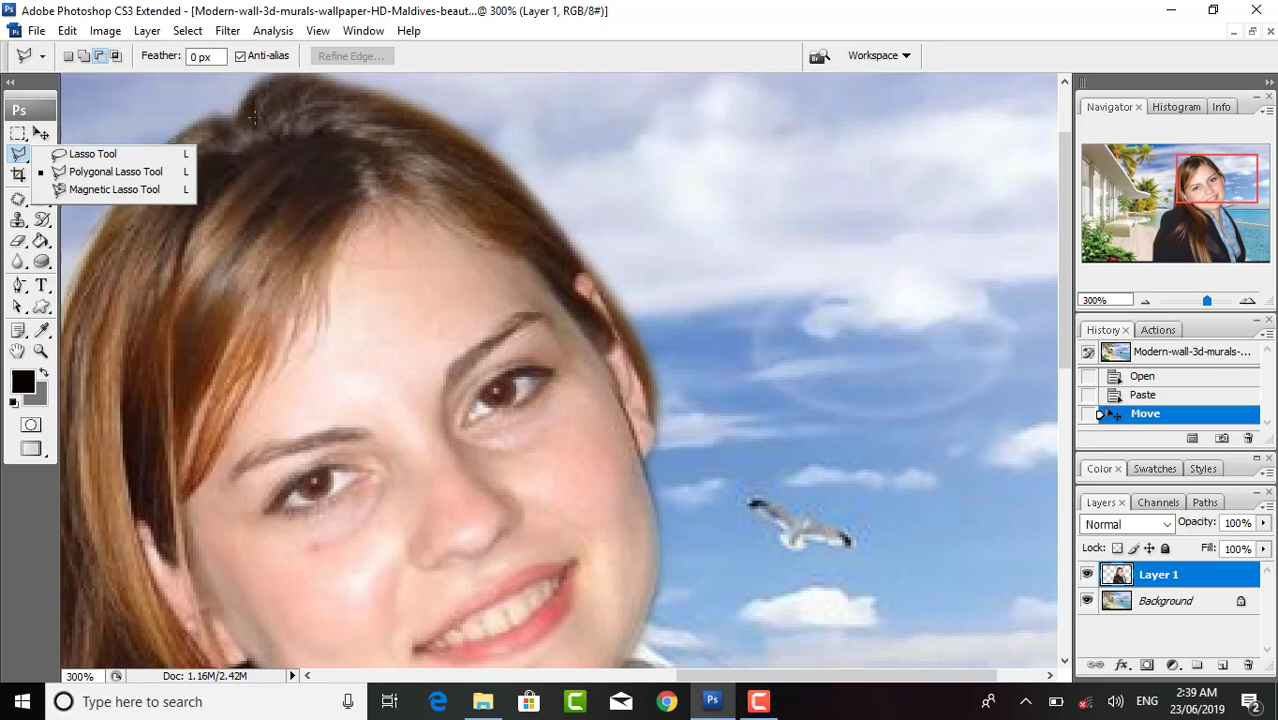 Ps Adobe Photoshop CS3 Extended - [Modern-wall-3d-murals-wallpaper-HD-Maldives-beaut...@ 300% (Layer 1, RGB/8#)]
File Edit Image Layer Select Filter Analysis View Window Help
Feather: 0 px Anti-alias Refine Edge... Workspace
Ps
Lasso Tool L
Polygonal Lasso Tool L
Magnetic Lasso Tool L
T
Navigator × Histogram Info
300%
History × Actions
Modern-wall-3d-murals-...
Open
Paste
Move
Color × Swatches Styles
Layers × Channels Paths
Normal Opacity: 100%
Lock: Fill: 100%
Layer 1
Background
300% Doc: 1.16M/2.42M
Type here to search
ENG
2:39 AM
23/06/2019
2